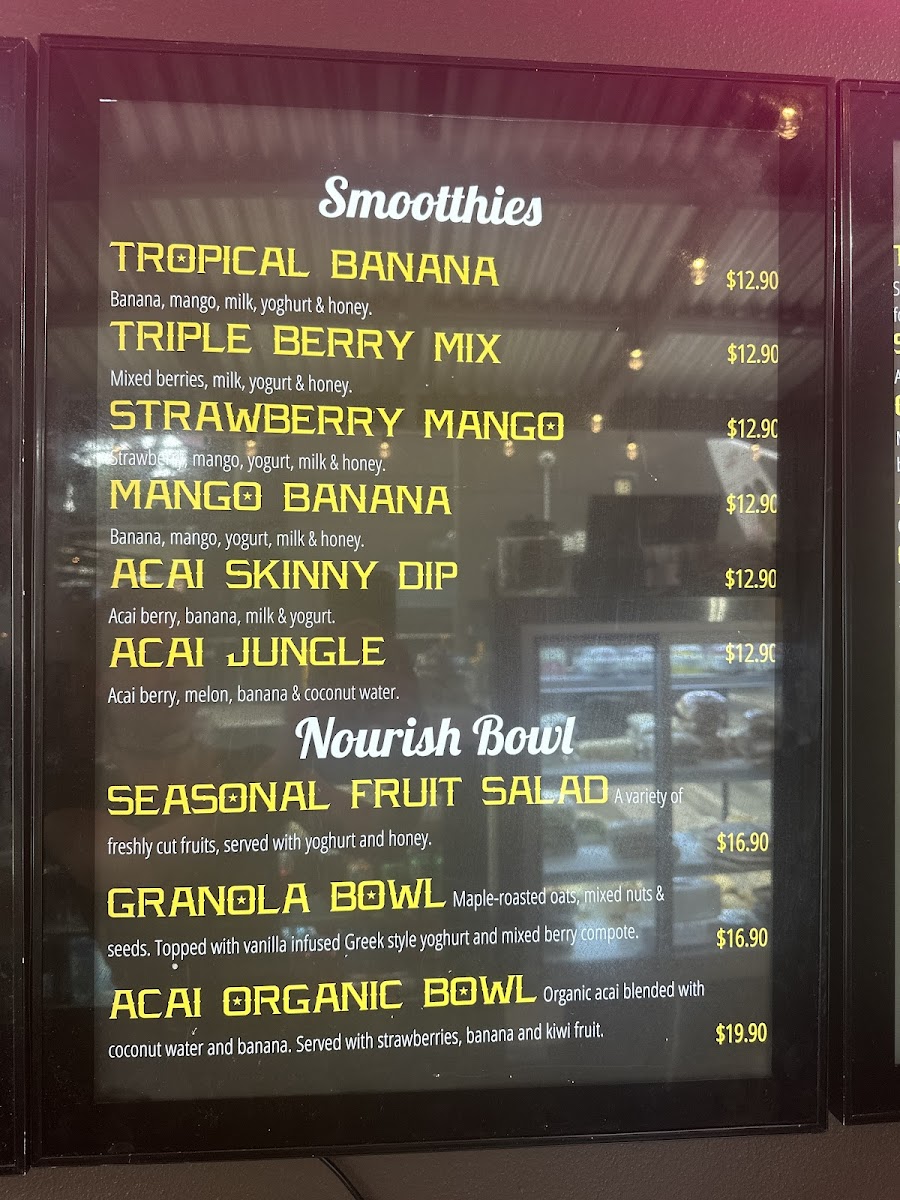 Smootthies
TROPICAL BANANA $12.90
Banana, mango, milk, yoghurt & honey.
TRIPLE BERRY MIX $12.90
Mixed berries, milk, yogurt & honey.
STRAWBERRY MANGO $12.90
Strawberry, mango, yogurt, milk & honey.
MANGO BANANA $12.90
Banana, mango, yogurt, milk & honey.
ACAI SKINNY DIP $12.90
Acai berry, banana, milk & yogurt.
ACAI JUNGLE $12.90
Acai berry, melon, banana & coconut water.
Nourish Bowl
SEASONAL FRUIT SALAD A variety of
freshly cut fruits, served with yoghurt and honey. $16.90
GRANOLA BOWL Maple-roasted oats, mixed nuts &
seeds. Topped with vanilla infused Greek style yoghurt and mixed berry compote. $16.90
ACAI ORGANIC BOWL Organic acai blended with
coconut water and banana. Served with strawberries, banana and kiwi fruit. $19.90